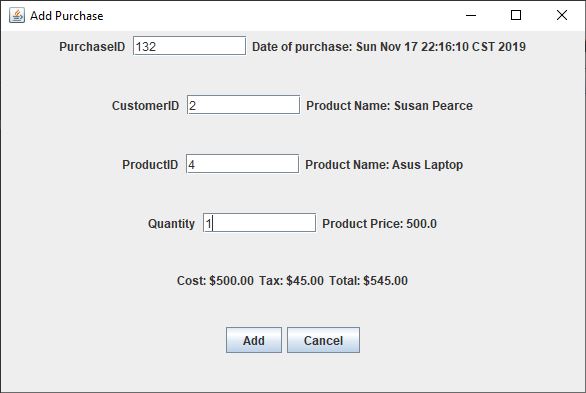 Add Purchase
PurchaseID 132 Date of purchase: Sun Nov 17 22:16:10 CST 2019
CustomerID 2 Product Name: Susan Pearce
ProductID 4 Product Name: Asus Laptop
Quantity 1 Product Price: 500.0
Cost: $500.00 Tax: $45.00 Total: $545.00
Add Cancel